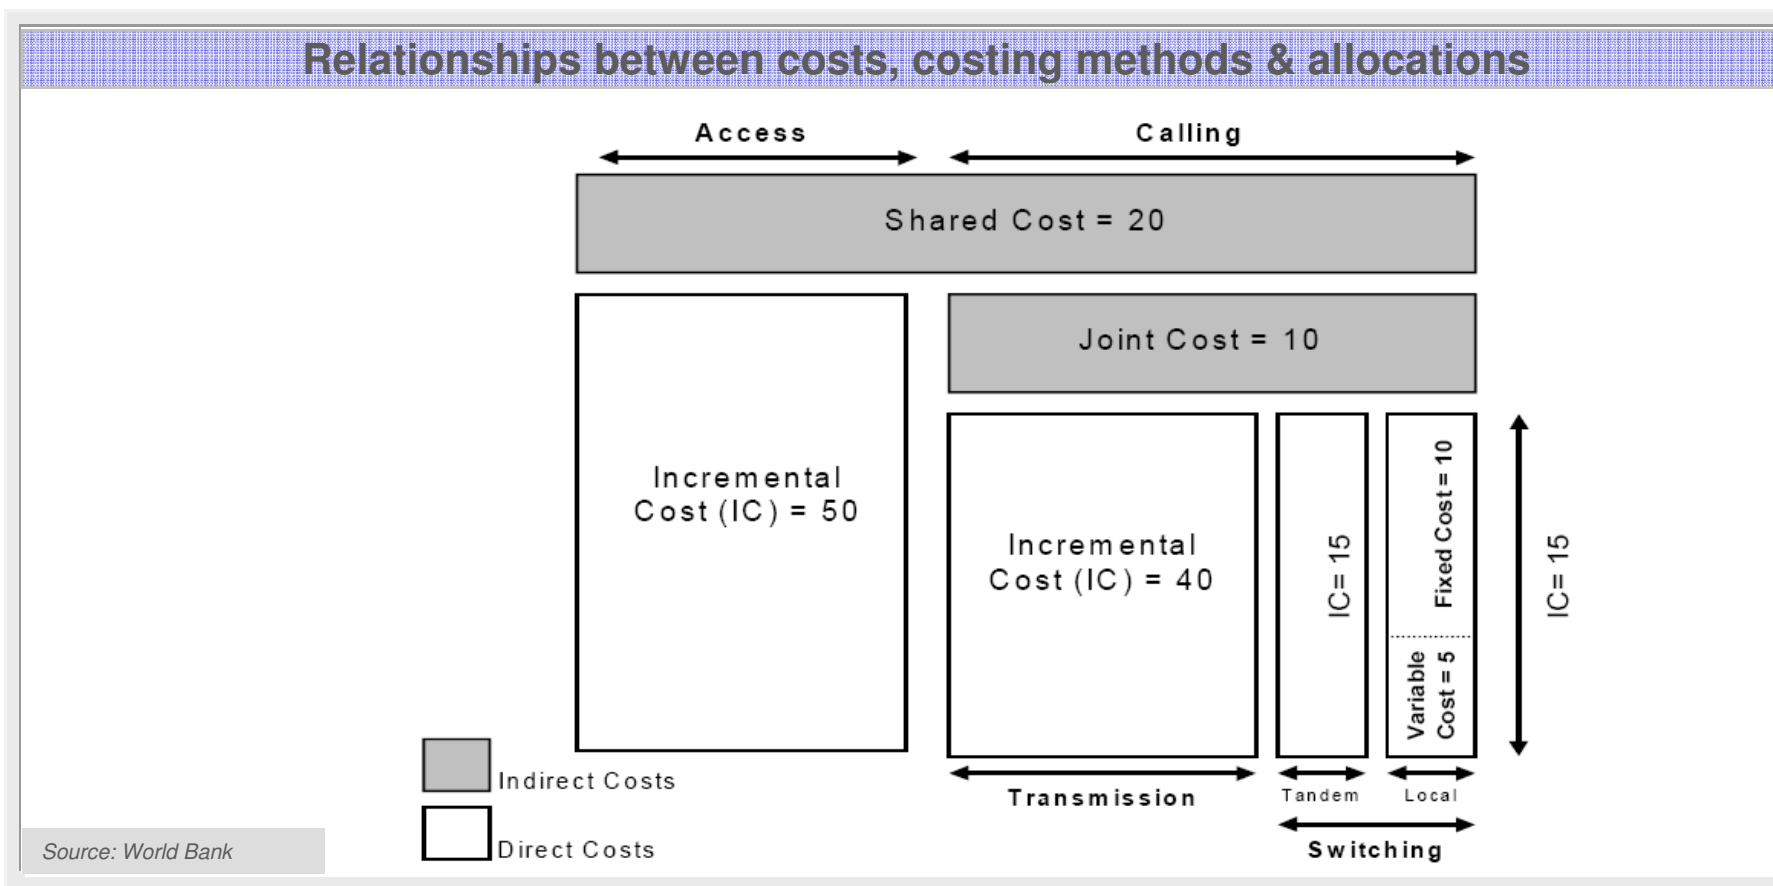 Relationships between costs, costing methods & allocations
Access
Calling
Shared Cost = 20
Joint Cost = 10
Incremental
Cost (IC) = 50
Incremental
Cost (IC) = 40
IC= 15
Fixed Cost = 10
Variable
Cost = 5
IC= 15
Indirect Costs
Direct Costs
Transmission
Tandem
Local
Switching
Source: World Bank